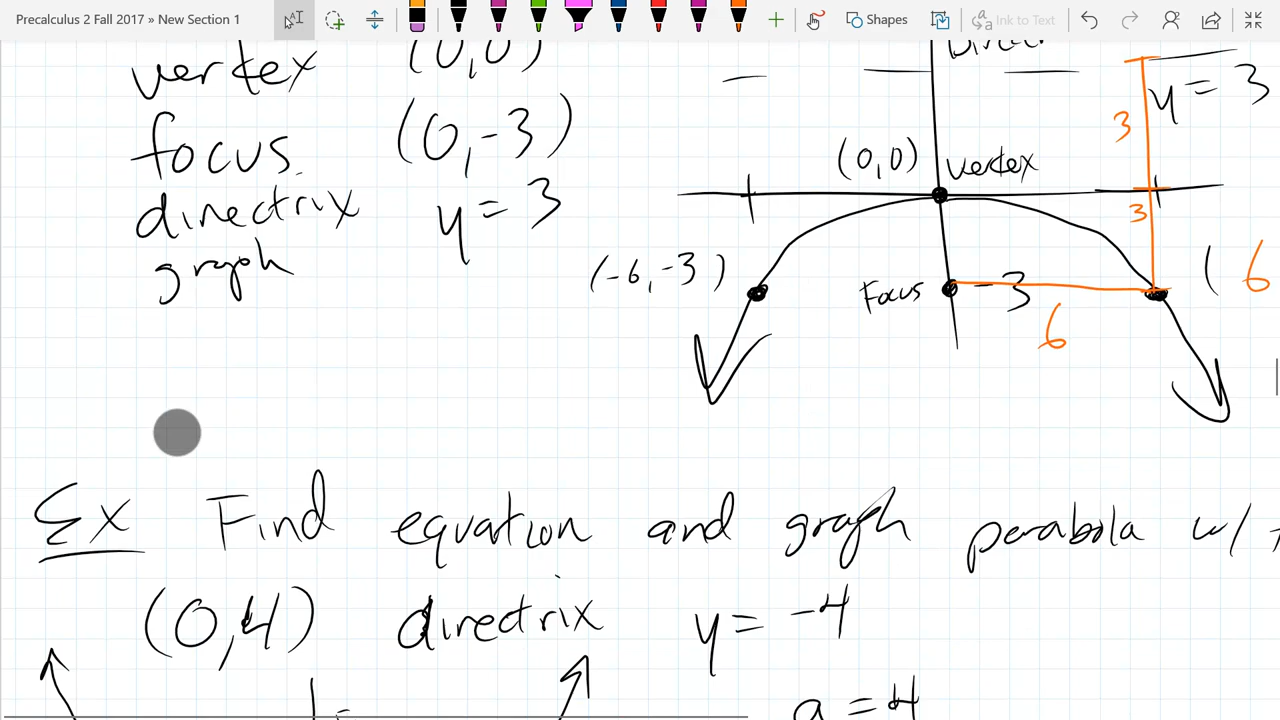 Precalculus 2 Fall 2017 » New Section 1
Shapes
Ink to Text
vertex (0,0)
focus (0,-3)
directrix y = 3
graph
y = 3
3
(0,0) vertex
3
(-6,-3)
Focus -3
( 6
6
Ex Find equation and graph parabola w/
(0,4) directrix y = -4
a = 4